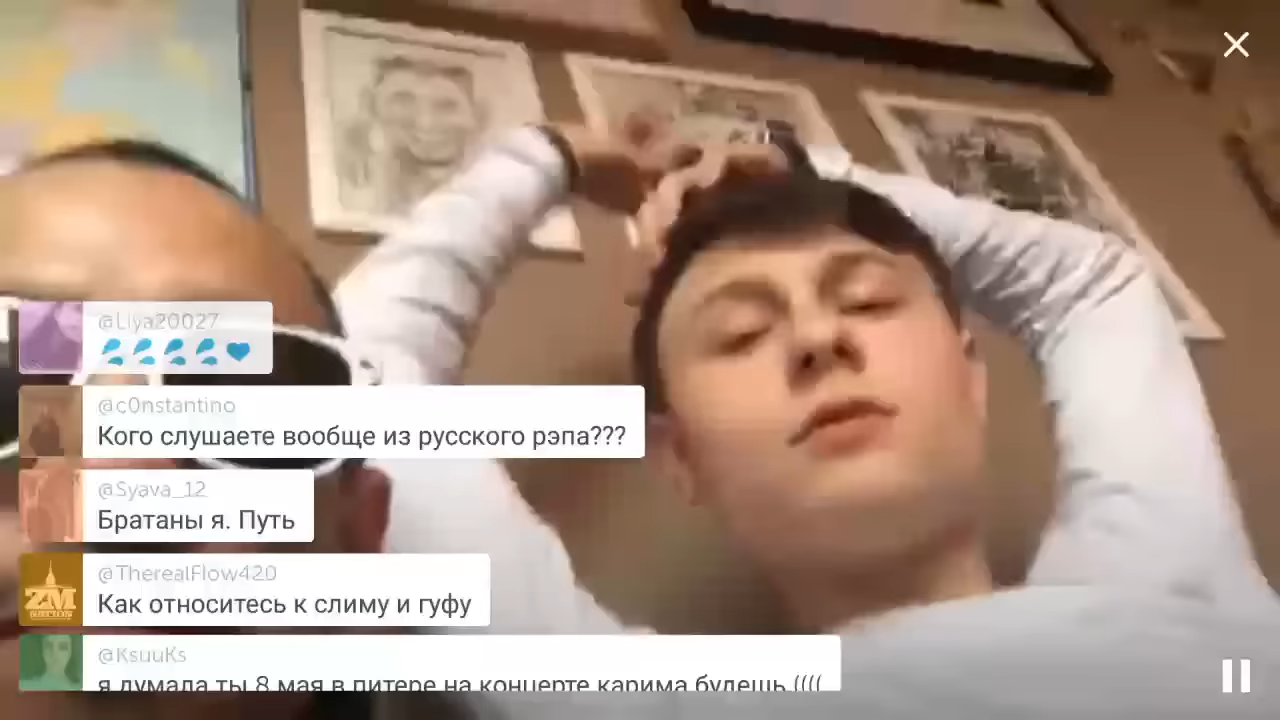 @Liya20027
💦💦💦💦💙
@c0nstantino
Кого слушаете вообще из русского рэпа???
@Syava_12
Братаны я. Путь
@TherealFlow420
ZM
Как относитесь к слиму и гуфу
@KsuuKs
я думала ты 8 мая в питере на концерте карима будешь ((((